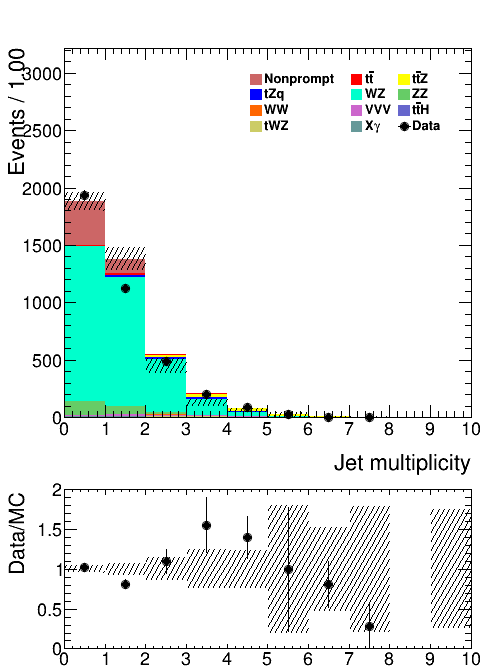 Events / 1.00
3000
2500
2000
1500
1000
500
0
Nonprompt tt̄ tt̄Z
tZq WZ ZZ
WW VVV tt̄H
tWZ Xγ Data
0 1 2 3 4 5 6 7 8 9 10
Jet multiplicity
Data/MC
2
1.5
1
0.5
0
0 1 2 3 4 5 6 7 8 9 10